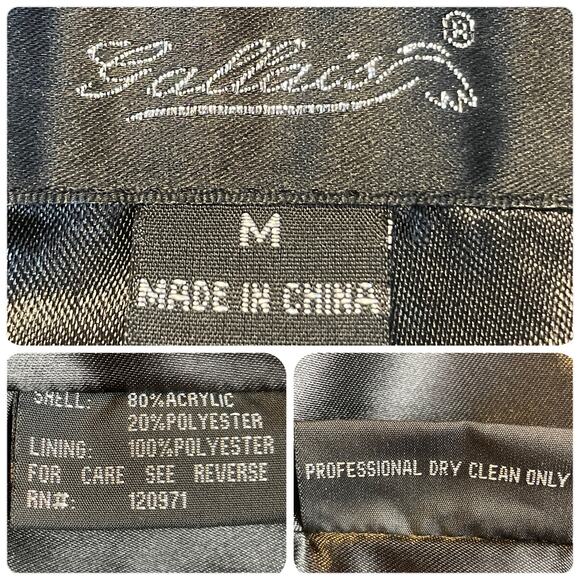 Gallery®
M
MADE IN CHINA
SHELL: 80%ACRYLIC
20%POLYESTER
LINING: 100%POLYESTER
FOR CARE SEE REVERSE
RN#: 120971
PROFESSIONAL DRY CLEAN ONLY